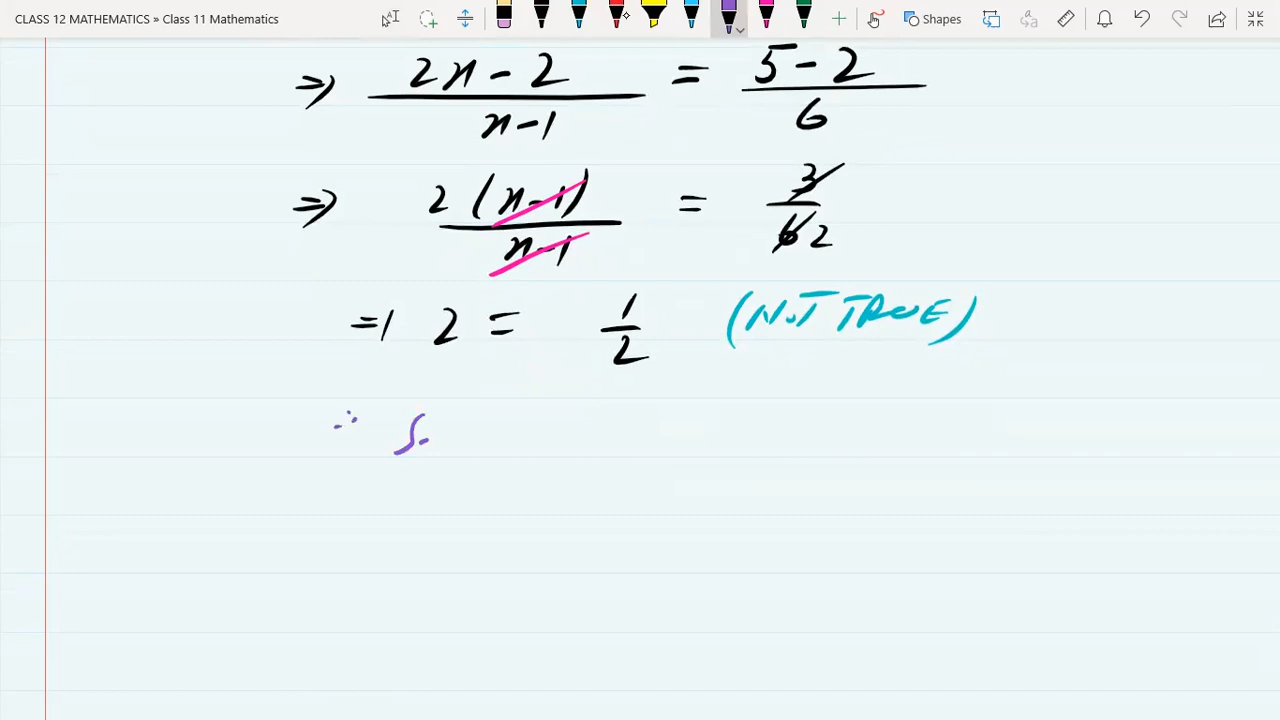 CLASS 12 MATHEMATICS » Class 11 Mathematics Shapes
⇒ 2x - 2 / x - 1 = 5 - 2 / 6
⇒ 2 (x - 1) / x - 1 = 3 / 6 2
⇒ 2 = 1 / 2 (NOT TRUE)
∴ S